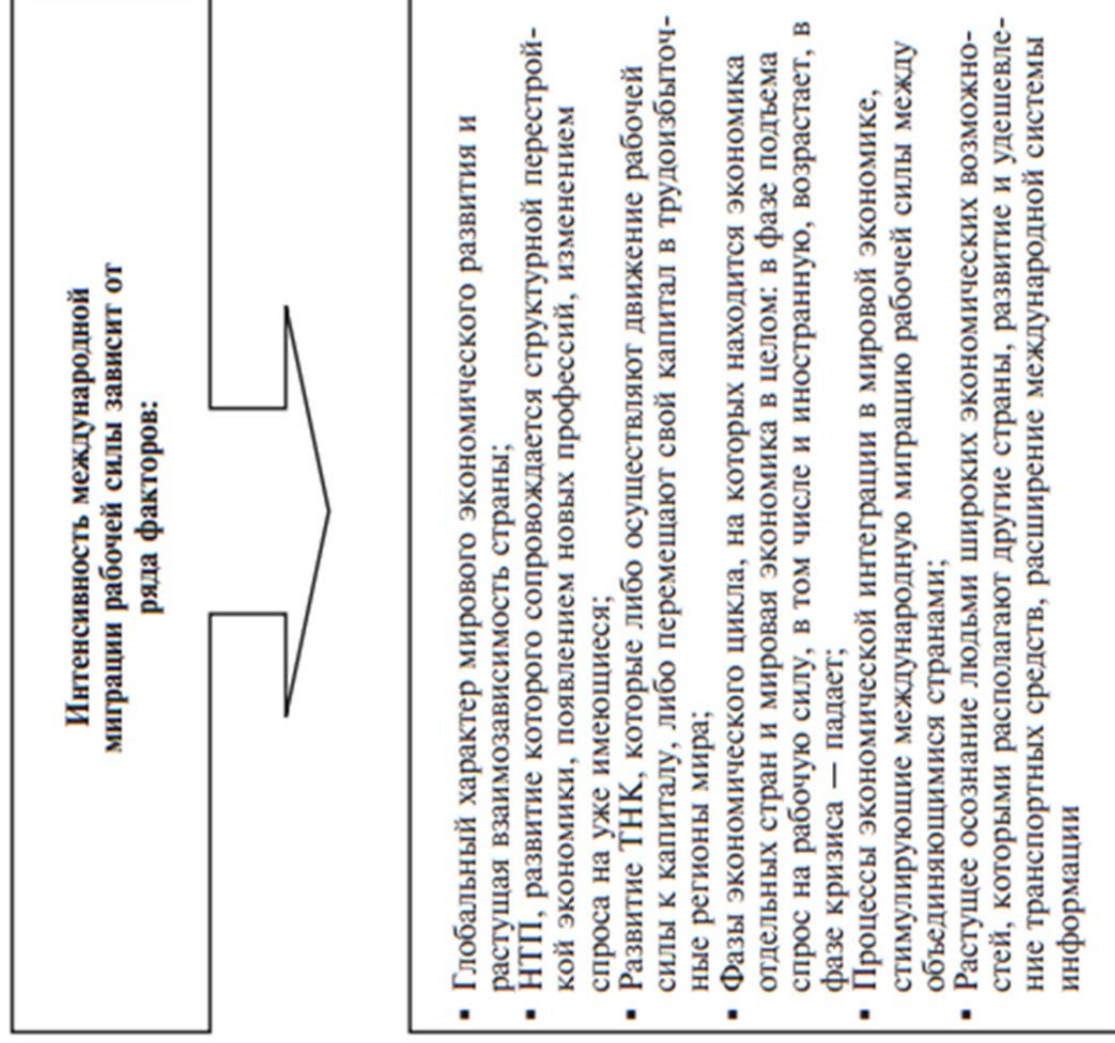 Интенсивность международной
миграции рабочей силы зависит от
ряда факторов:
▪ Глобальный характер мирового экономического развития и
растущая взаимозависимость страны;
▪ НТП, развитие которого сопровождается структурной перестрой-
кой экономики, появлением новых профессий, изменением
спроса на уже имеющиеся;
▪ Развитие ТНК, которые либо осуществляют движение рабочей
силы к капиталу, либо перемещают свой капитал в трудоизбыточ-
ные регионы мира;
▪ Фазы экономического цикла, на которых находится экономика
отдельных стран и мировая экономика в целом: в фазе подъема
спрос на рабочую силу, в том числе и иностранную, возрастает, в
фазе кризиса — падает;
▪ Процессы экономической интеграции в мировой экономике,
стимулирующие международную миграцию рабочей силы между
объединяющимися странами;
▪ Растущее осознание людьми широких экономических возможно-
стей, которыми располагают другие страны, развитие и удешевле-
ние транспортных средств, расширение международной системы
информации